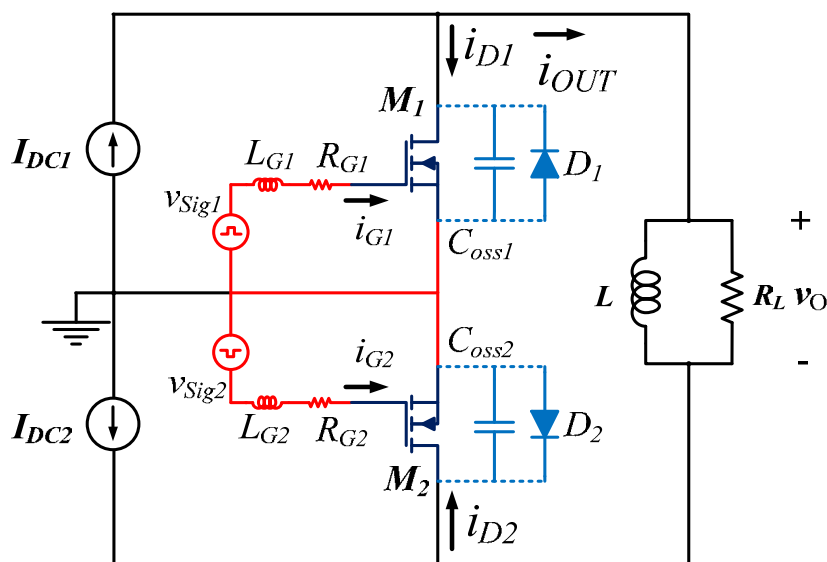 i_D1
i_OUT
M_1
I_DC1
L_G1
R_G1
D_1
v_Sig1
i_G1
C_oss1
+
L
R_L
v_O
-
i_G2
C_oss2
v_Sig2
I_DC2
L_G2
R_G2
D_2
M_2
i_D2